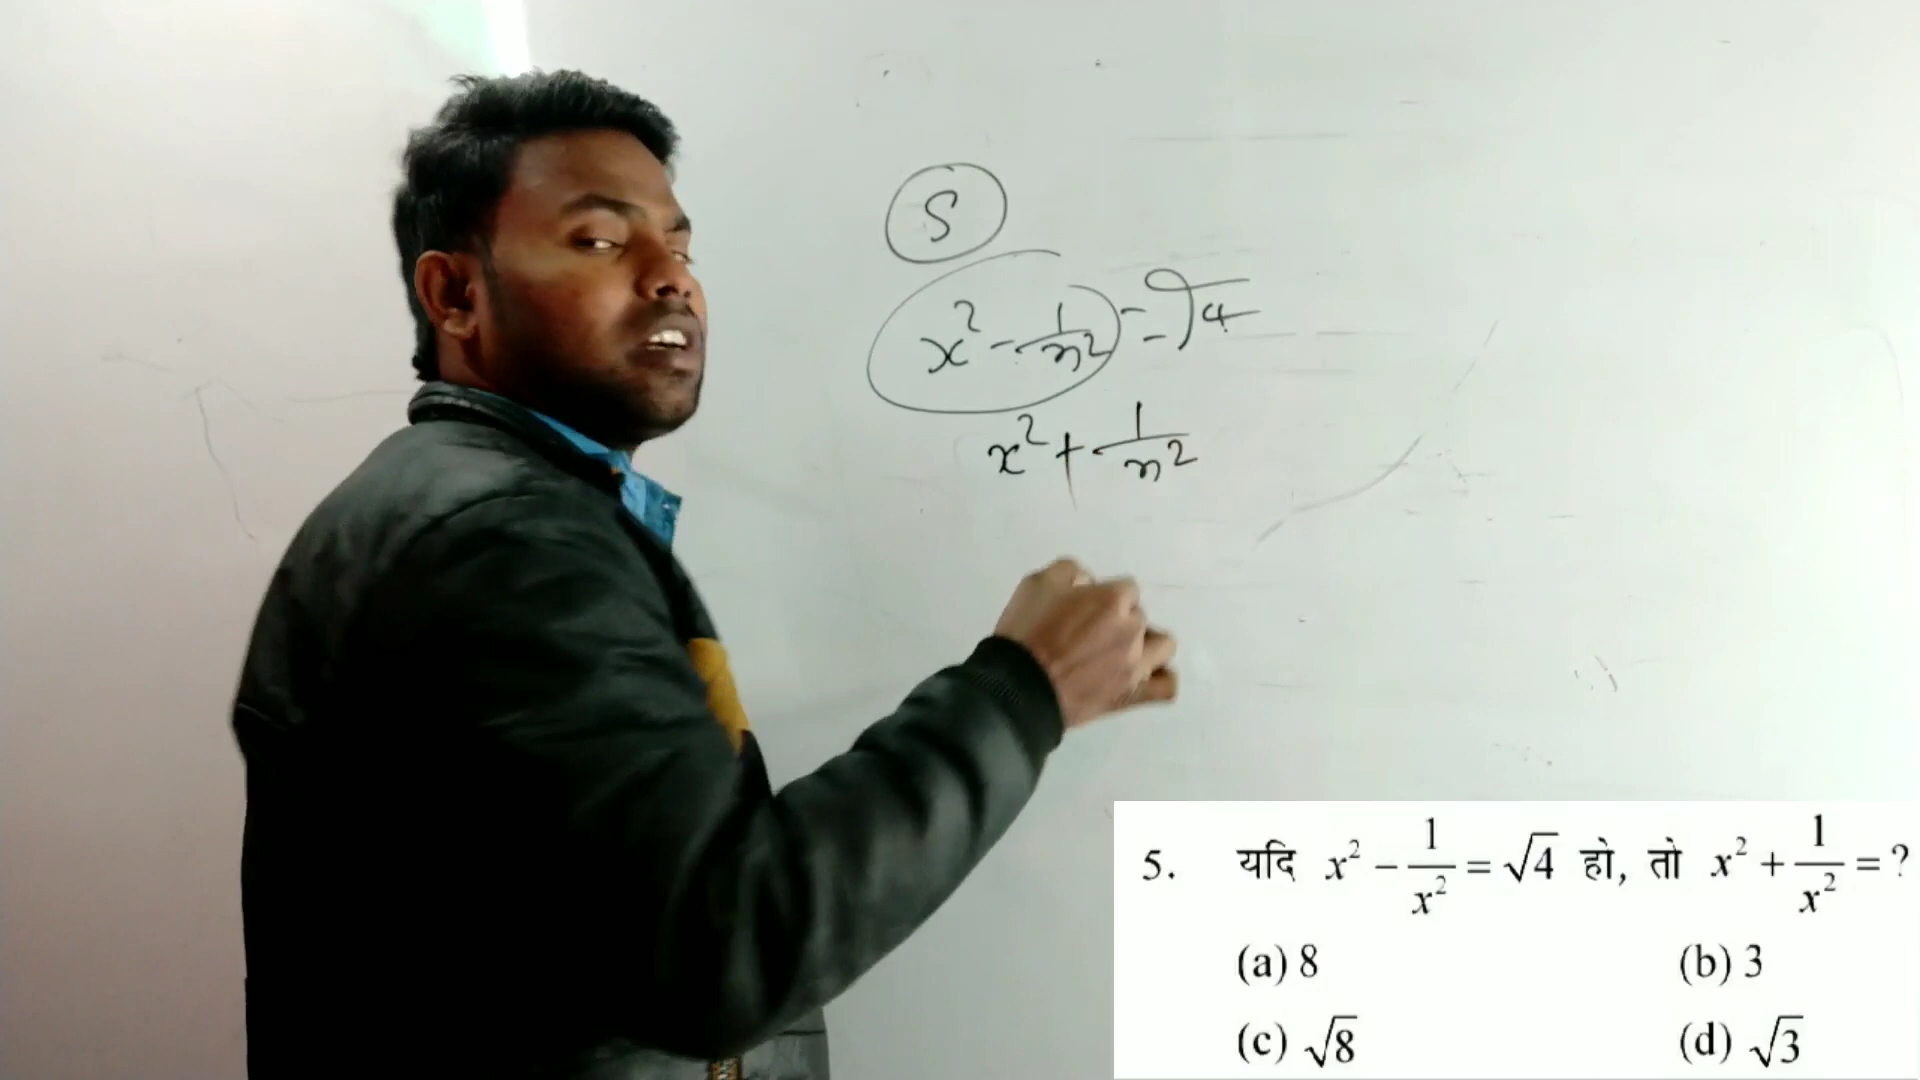 5
x² - 1/x² = √4
x² + 1/x²
5. यदि x² - 1/x² = √4 हो, तो x² + 1/x² = ?
(a) 8 (b) 3
(c) √8 (d) √3